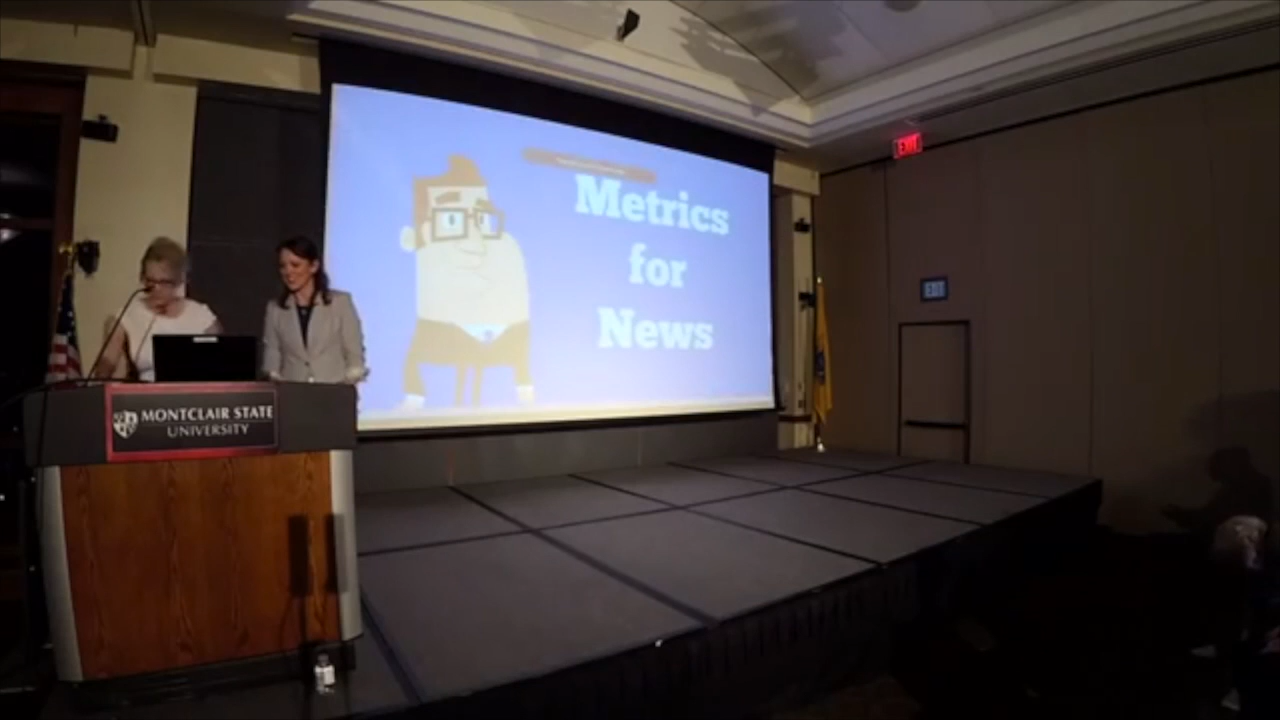 Metrics
for
News
EXIT
EXIT
MONTCLAIR STATE
UNIVERSITY